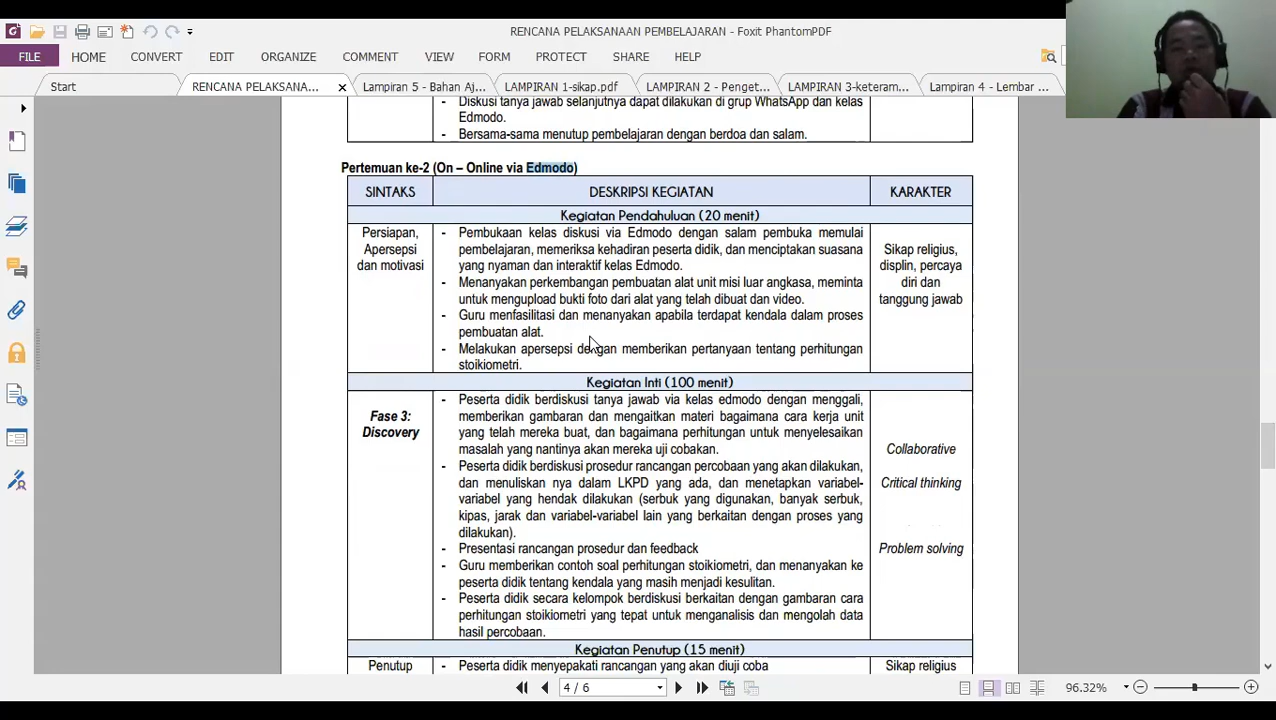 RENCANA PELAKSANAAN PEMBELAJARAN - Foxit PhantomPDF
FILE HOME CONVERT EDIT ORGANIZE COMMENT VIEW FORM PROTECT SHARE HELP
Start RENCANA PELAKSANA... Lampiran 5 - Bahan Aj... LAMPIRAN 1-sikap.pdf LAMPIRAN 2 - Penget... LAMPIRAN 3-keteram... Lampiran 4 - Lembar ...
- Diskusi tanya jawab selanjutnya dapat dilakukan di grup WhatsApp dan kelas
Edmodo.
- Bersama-sama menutup pembelajaran dengan berdoa dan salam.
Pertemuan ke-2 (On – Online via Edmodo)
SINTAKS DESKRIPSI KEGIATAN KARAKTER
Kegiatan Pendahuluan (20 menit)
Persiapan,
Apersepsi
dan motivasi
- Pembukaan kelas diskusi via Edmodo dengan salam pembuka memulai
pembelajaran, memeriksa kehadiran peserta didik, dan menciptakan suasana
yang nyaman dan interaktif kelas Edmodo.
- Menanyakan perkembangan pembuatan alat unit misi luar angkasa, meminta
untuk mengupload bukti foto dari alat yang telah dibuat dan video.
- Guru menfasilitasi dan menanyakan apabila terdapat kendala dalam proses
pembuatan alat.
- Melakukan apersepsi dengan memberikan pertanyaan tentang perhitungan
stoikiometri.
Sikap religius,
displin, percaya
diri dan
tanggung jawab
Kegiatan Inti (100 menit)
Fase 3:
Discovery
- Peserta didik berdiskusi tanya jawab via kelas edmodo dengan menggali,
memberikan gambaran dan mengaitkan materi bagaimana cara kerja unit
yang telah mereka buat, dan bagaimana perhitungan untuk menyelesaikan
masalah yang nantinya akan mereka uji cobakan.
- Peserta didik berdiskusi prosedur rancangan percobaan yang akan dilakukan,
dan menuliskan nya dalam LKPD yang ada, dan menetapkan variabel-
variabel yang hendak dilakukan (serbuk yang digunakan, banyak serbuk,
kipas, jarak dan variabel-variabel lain yang berkaitan dengan proses yang
dilakukan).
- Presentasi rancangan prosedur dan feedback
- Guru memberikan contoh soal perhitungan stoikiometri, dan menanyakan ke
peserta didik tentang kendala yang masih menjadi kesulitan.
- Peserta didik secara kelompok berdiskusi berkaitan dengan gambaran cara
perhitungan stoikiometri yang tepat untuk menganalisis dan mengolah data
hasil percobaan.
Collaborative
Critical thinking
Problem solving
Kegiatan Penutup (15 menit)
Penutup - Peserta didik menyepakati rancangan yang akan diuji coba Sikap religius
4 / 6 96.32%